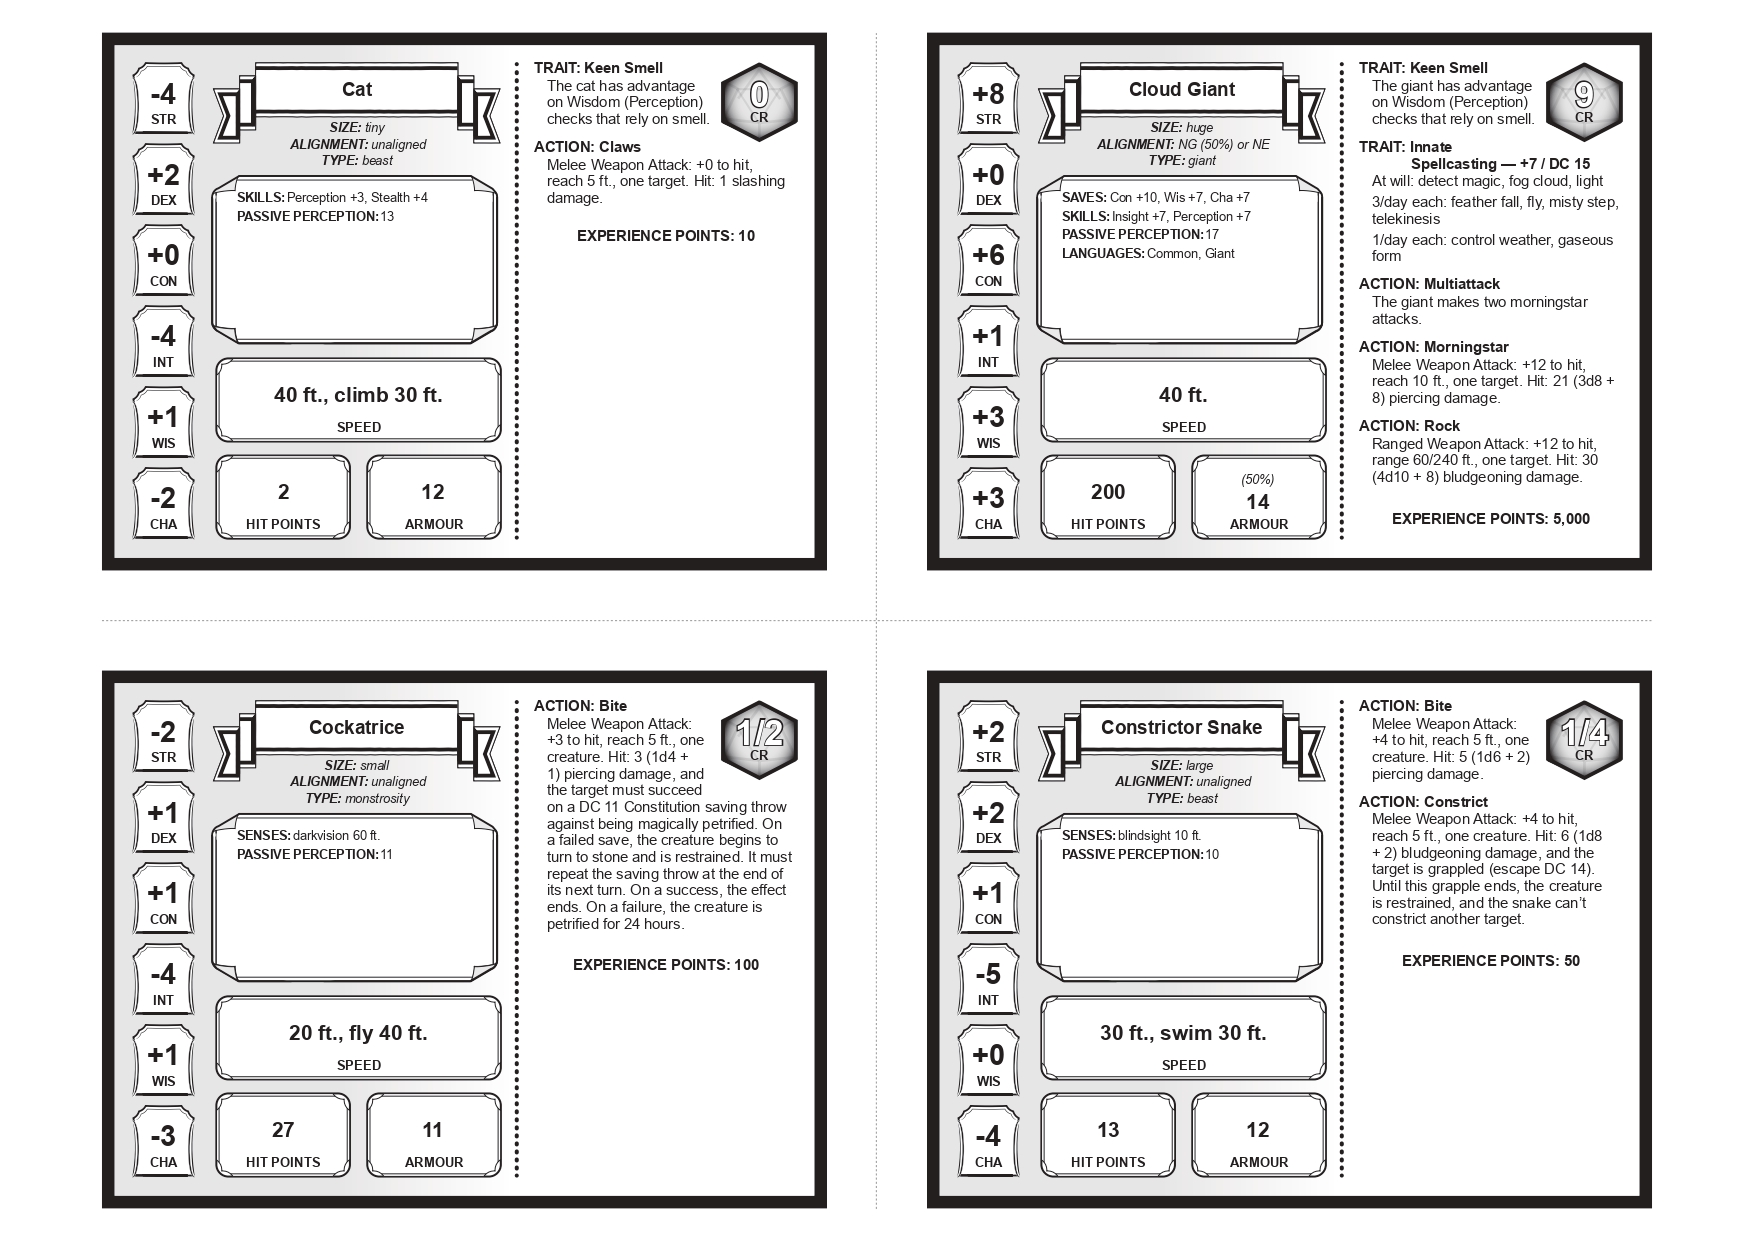 -4
STR
+2
DEX
+0
CON
-4
INT
+1
WIS
-2
CHA
Cat
SIZE: tiny
ALIGNMENT: unaligned
TYPE: beast
SKILLS: Perception +3, Stealth +4
PASSIVE PERCEPTION: 13
40 ft., climb 30 ft.
SPEED
2
HIT POINTS
12
ARMOUR
TRAIT: Keen Smell
The cat has advantage
on Wisdom (Perception)
checks that rely on smell.
0
CR
ACTION: Claws
Melee Weapon Attack: +0 to hit,
reach 5 ft., one target. Hit: 1 slashing
damage.
EXPERIENCE POINTS: 10
+8
STR
+0
DEX
+6
CON
+1
INT
+3
WIS
+3
CHA
Cloud Giant
SIZE: huge
ALIGNMENT: NG (50%) or NE
TYPE: giant
SAVES: Con +10, Wis +7, Cha +7
SKILLS: Insight +7, Perception +7
PASSIVE PERCEPTION: 17
LANGUAGES: Common, Giant
40 ft.
SPEED
200
HIT POINTS
(50%)
14
ARMOUR
TRAIT: Keen Smell
The giant has advantage
on Wisdom (Perception)
checks that rely on smell.
9
CR
TRAIT: Innate
Spellcasting — +7 / DC 15
At will: detect magic, fog cloud, light
3/day each: feather fall, fly, misty step,
telekinesis
1/day each: control weather, gaseous
form
ACTION: Multiattack
The giant makes two morningstar
attacks.
ACTION: Morningstar
Melee Weapon Attack: +12 to hit,
reach 10 ft., one target. Hit: 21 (3d8 +
8) piercing damage.
ACTION: Rock
Ranged Weapon Attack: +12 to hit,
range 60/240 ft., one target. Hit: 30
(4d10 + 8) bludgeoning damage.
EXPERIENCE POINTS: 5,000
-2
STR
+1
DEX
+1
CON
-4
INT
+1
WIS
-3
CHA
Cockatrice
SIZE: small
ALIGNMENT: unaligned
TYPE: monstrosity
SENSES: darkvision 60 ft.
PASSIVE PERCEPTION: 11
20 ft., fly 40 ft.
SPEED
27
HIT POINTS
11
ARMOUR
ACTION: Bite
Melee Weapon Attack:
+3 to hit, reach 5 ft., one
creature. Hit: 3 (1d4 +
1) piercing damage, and
the target must succeed
on a DC 11 Constitution saving throw
against being magically petrified. On
a failed save, the creature begins to
turn to stone and is restrained. It must
repeat the saving throw at the end of
its next turn. On a success, the effect
ends. On a failure, the creature is
petrified for 24 hours.
1/2
CR
EXPERIENCE POINTS: 100
+2
STR
+2
DEX
+1
CON
-5
INT
+0
WIS
-4
CHA
Constrictor Snake
SIZE: large
ALIGNMENT: unaligned
TYPE: beast
SENSES: blindsight 10 ft.
PASSIVE PERCEPTION: 10
30 ft., swim 30 ft.
SPEED
13
HIT POINTS
12
ARMOUR
ACTION: Bite
Melee Weapon Attack:
+4 to hit, reach 5 ft., one
creature. Hit: 5 (1d6 + 2)
piercing damage.
1/4
CR
ACTION: Constrict
Melee Weapon Attack: +4 to hit,
reach 5 ft., one creature. Hit: 6 (1d8
+ 2) bludgeoning damage, and the
target is grappled (escape DC 14).
Until this grapple ends, the creature
is restrained, and the snake can't
constrict another target.
EXPERIENCE POINTS: 50